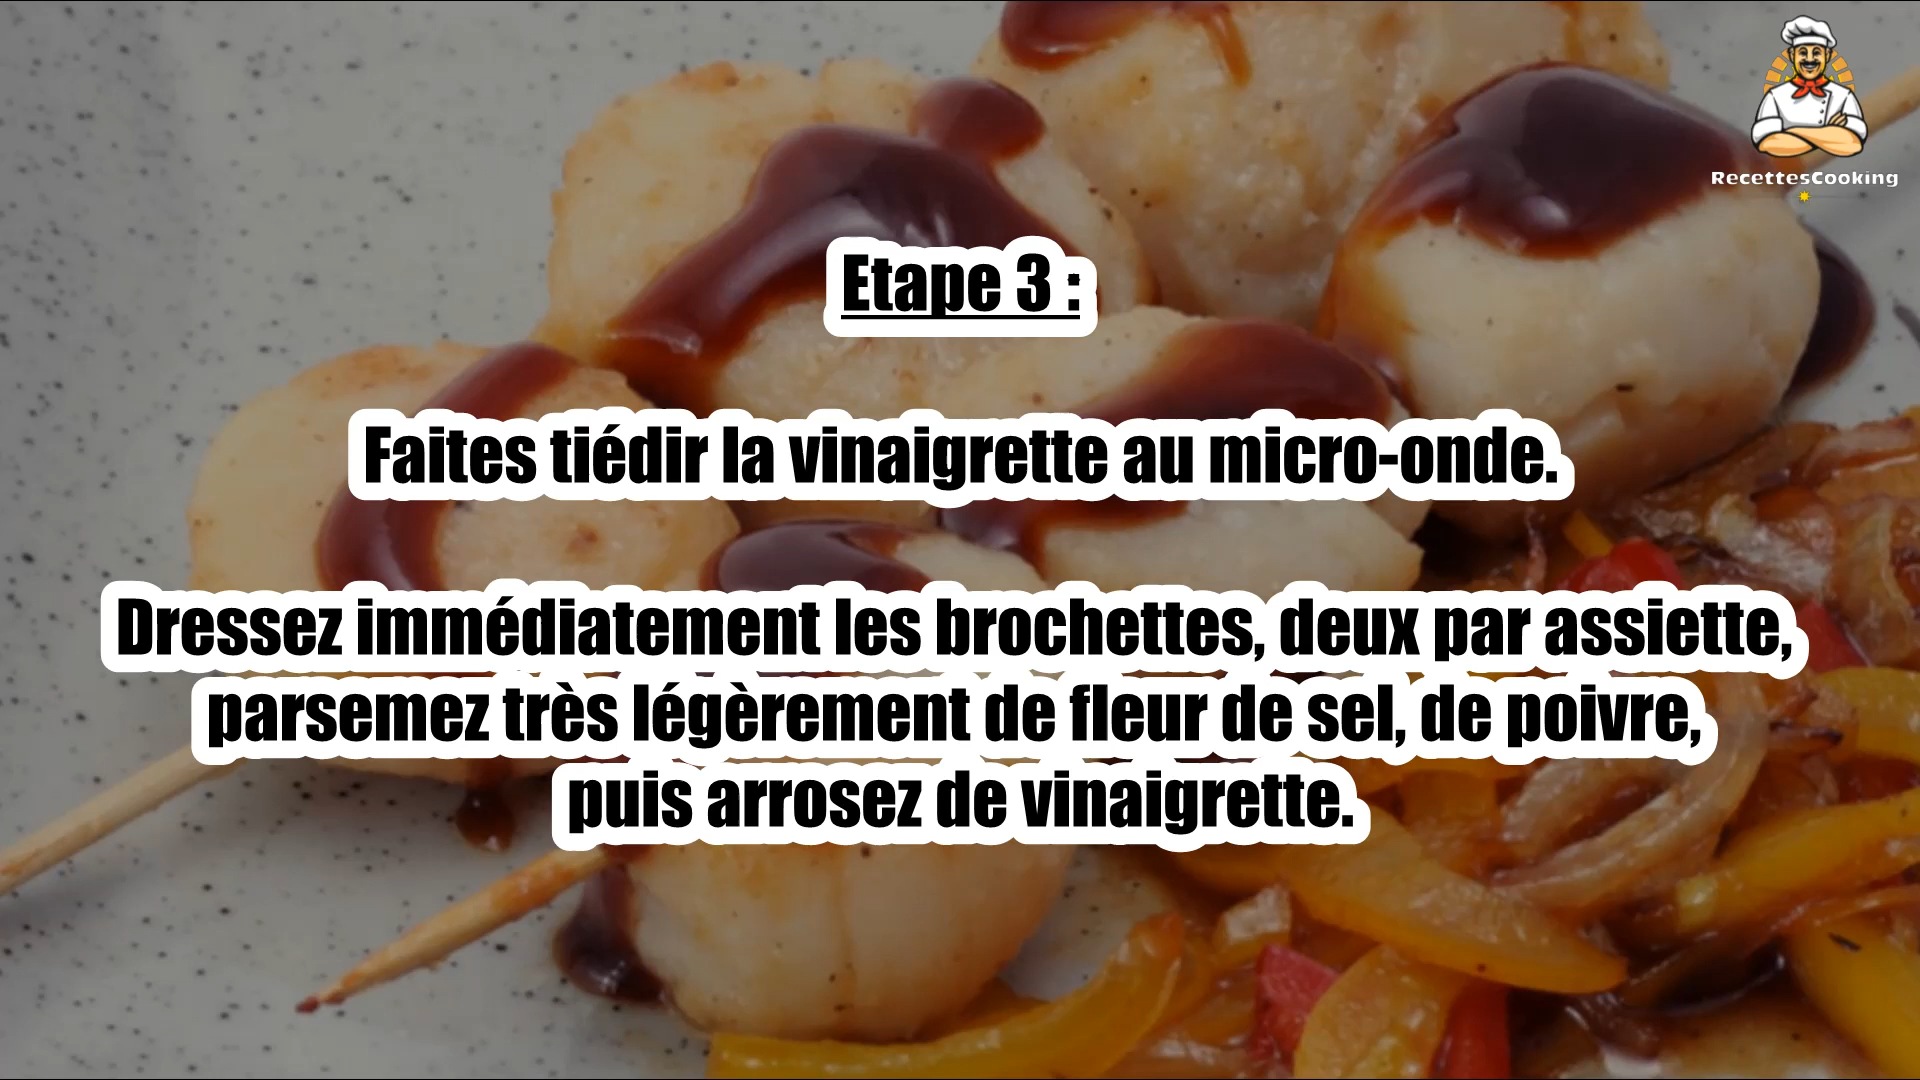 RecettesCooking
Etape 3 :
Faites tiédir la vinaigrette au micro-onde.
Dressez immédiatement les brochettes, deux par assiette,
parsemez très légèrement de fleur de sel, de poivre,
puis arrosez de vinaigrette.